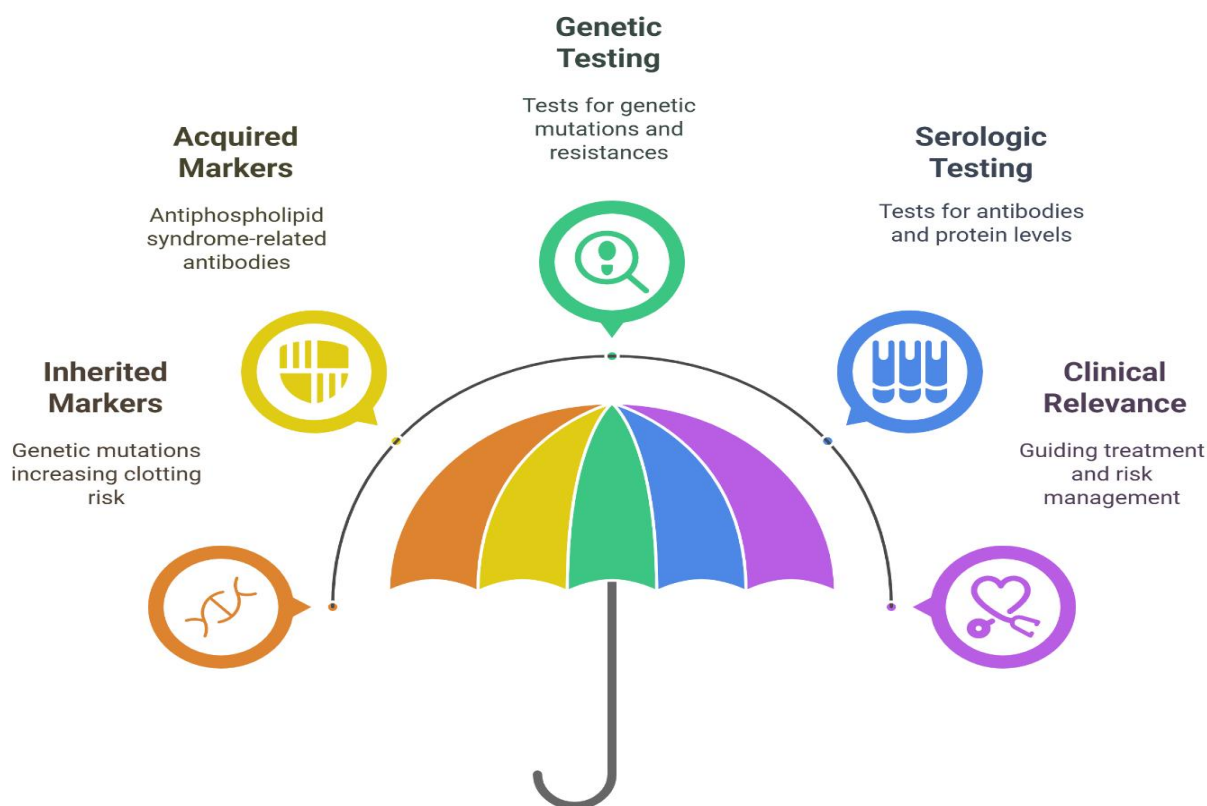 Genetic
Testing
Tests for genetic
mutations and
resistances
Acquired
Markers
Antiphospholipid
syndrome-related
antibodies
Serologic
Testing
Tests for antibodies
and protein levels
Inherited
Markers
Genetic mutations
increasing clotting
risk
Clinical
Relevance
Guiding treatment
and risk
management